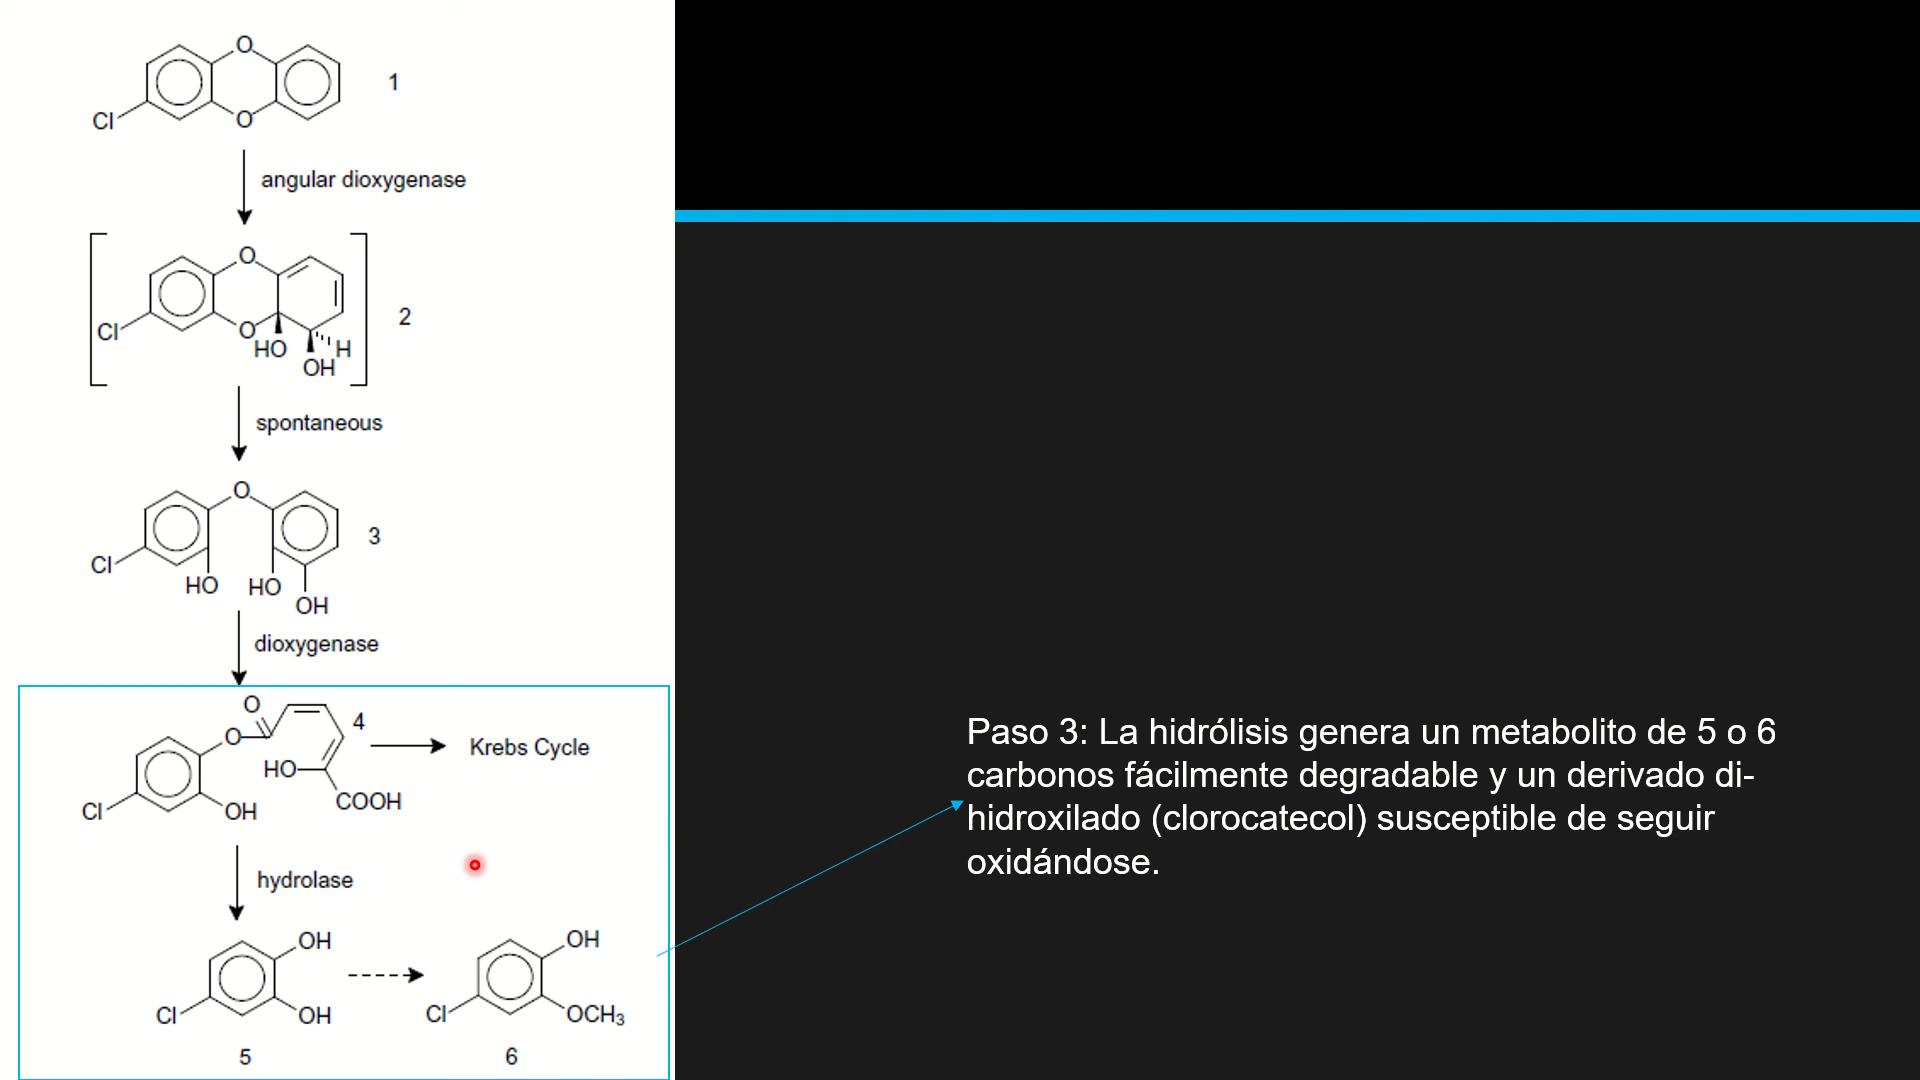 O
1
Cl
O
angular dioxygenase
O
2
Cl
O
HO
H
OH
spontaneous
O
3
Cl
HO
HO
OH
dioxygenase
O
4
O
Krebs Cycle
HO
Cl
OH
COOH
hydrolase
OH
OH
Cl
OH
Cl
OCH3
5
6
Paso 3: La hidrólisis genera un metabolito de 5 o 6
carbonos fácilmente degradable y un derivado di-
hidroxilado (clorocatecol) susceptible de seguir
oxidándose.